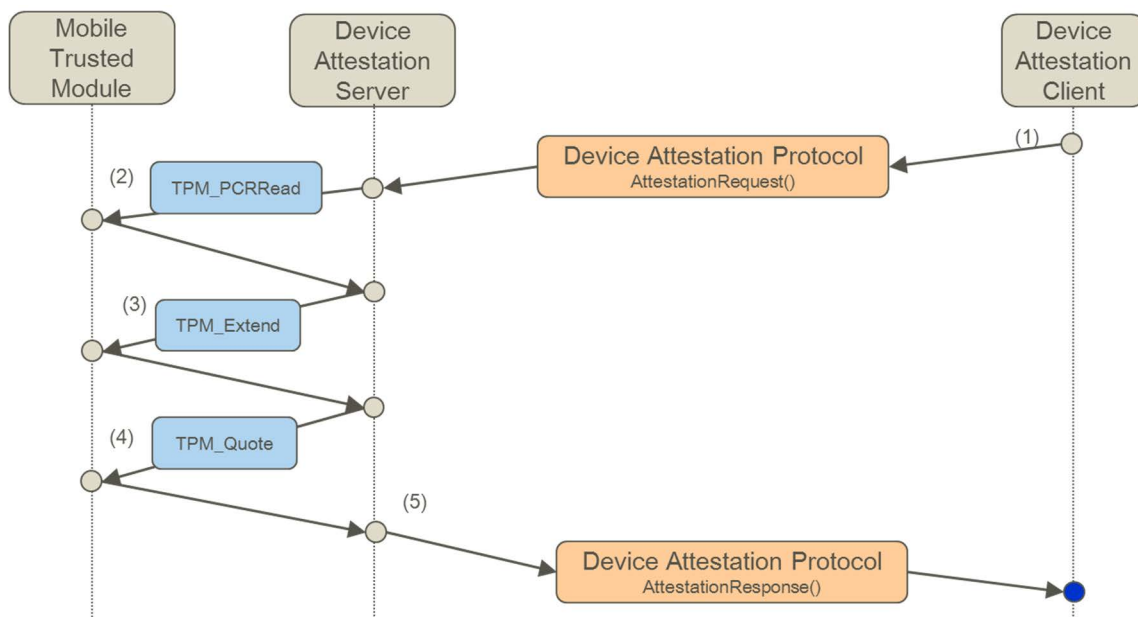 Mobile
Trusted
Module
Device
Attestation
Server
Device
Attestation
Client
(1)
Device Attestation Protocol
AttestationRequest()
(2)
TPM_PCRRead
(3)
TPM_Extend
(4)
TPM_Quote
(5)
Device Attestation Protocol
AttestationResponse()